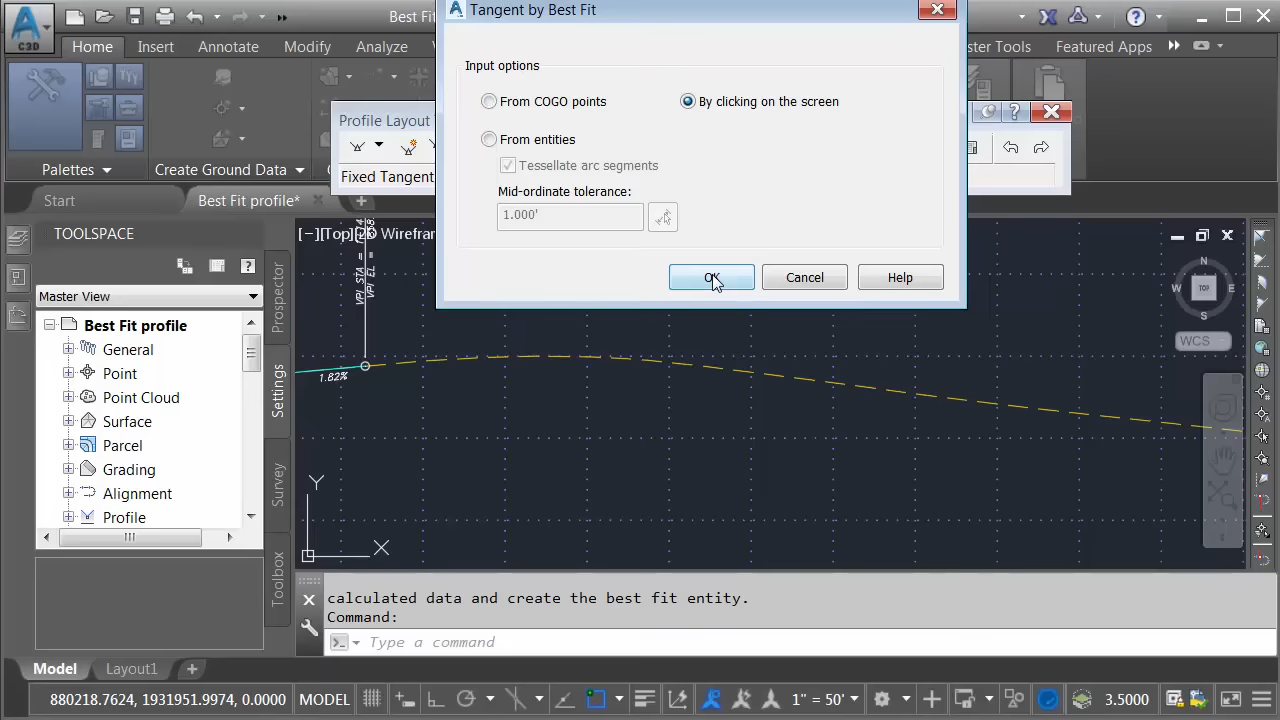 Tangent by Best Fit
C3D
Best Fi
Home
Insert
Annotate
Modify
Analyze
ster Tools
Featured Apps
Input options
From COGO points
By clicking on the screen
From entities
Tessellate arc segments
Mid-ordinate tolerance:
1.000'
OK
Cancel
Help
Profile Layout
Fixed Tangent
Palettes
Create Ground Data
Start
Best Fit profile*
TOOLSPACE
[−][Top][
Wirefran
Master View
Best Fit profile
General
Point
Point Cloud
Surface
Parcel
Grading
Alignment
Profile
Prospector
Settings
Survey
Toolbox
VPI STA =
VPI EL =
1.82%
N
W
TOP
E
S
WCS
Y
X
calculated data and create the best fit entity.
Command:
Type a command
Model
Layout1
880218.7624, 1931951.9974, 0.0000
MODEL
1" = 50'
3.5000